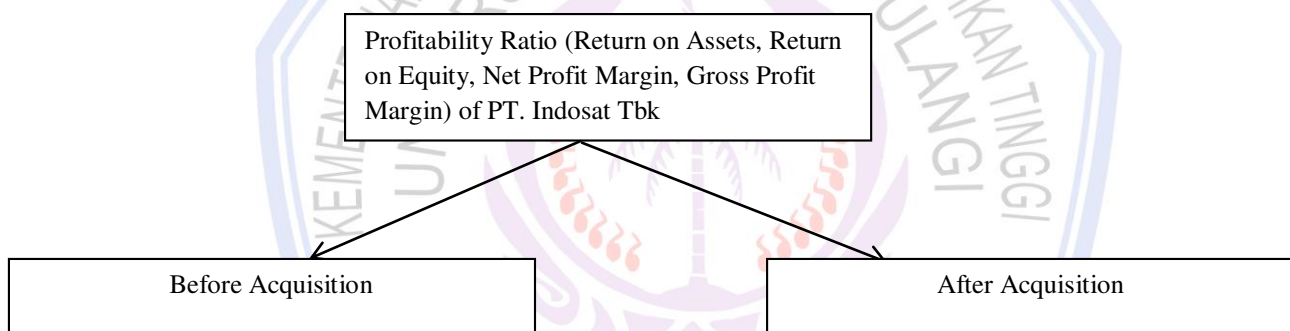 Profitability Ratio (Return on Assets, Return
on Equity, Net Profit Margin, Gross Profit
Margin) of PT. Indosat Tbk
Before Acquisition
After Acquisition
TINGGI